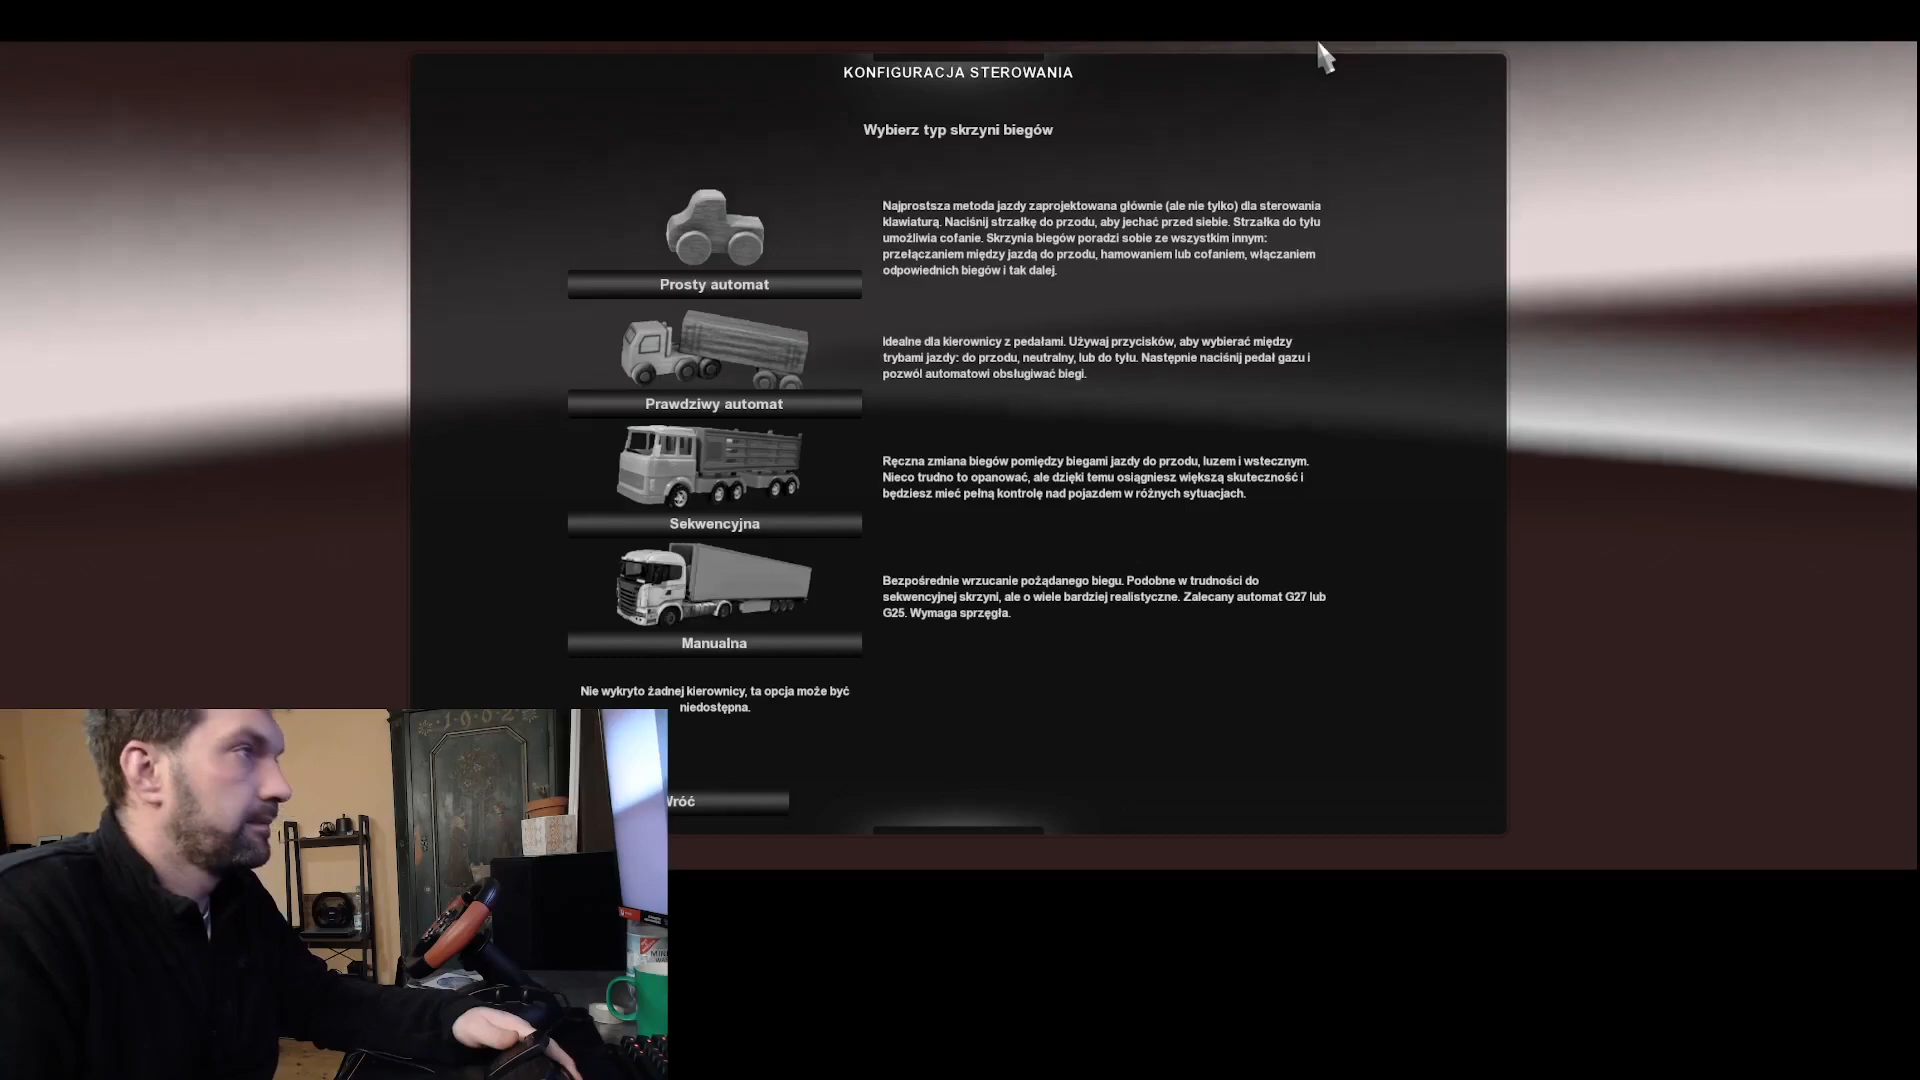 KONFIGURACJA STEROWANIA
Wybierz typ skrzyni biegów
Najprostsza metoda jazdy zaprojektowana głównie (ale nie tylko) dla sterowania
klawiaturą. Naciśnij strzałkę do przodu, aby jechać przed siebie. Strzałka do tyłu
umożliwia cofanie. Skrzynia biegów poradzi sobie ze wszystkim innym:
przełączaniem między jazdą do przodu, hamowaniem lub cofaniem, włączaniem
odpowiednich biegów i tak dalej.
Prosty automat
Idealne dla kierownicy z pedałami. Używaj przycisków, aby wybierać między
trybami jazdy: do przodu, neutralny, lub do tyłu. Następnie naciśnij pedał gazu i
pozwól automatowi obsługiwać biegi.
Prawdziwy automat
Ręczna zmiana biegów pomiędzy biegami jazdy do przodu, luzem i wstecznym.
Nieco trudno to opanować, ale dzięki temu osiągniesz większą skuteczność i
będziesz mieć pełną kontrolę nad pojazdem w różnych sytuacjach.
Sekwencyjna
Bezpośrednie wrzucanie pożądanego biegu. Podobne w trudności do
sekwencyjnej skrzyni, ale o wiele bardziej realistyczne. Zalecany automat G27 lub
G25. Wymaga sprzęgła.
Manualna
Nie wykryto żadnej kierownicy, ta opcja może być
niedostępna.
1902